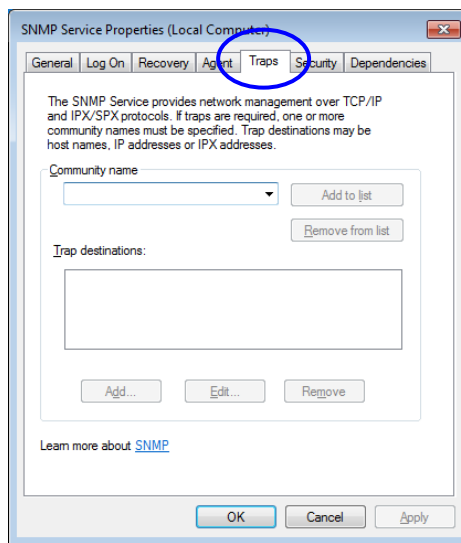 SNMP Service Properties (Local Computer)
General Log On Recovery Agent Traps Security Dependencies
The SNMP Service provides network management over TCP/IP
and IPX/SPX protocols. If traps are required, one or more
community names must be specified. Trap destinations may be
host names, IP addresses or IPX addresses.
Community name
Add to list
Remove from list
Trap destinations:
Add... Edit... Remove
Learn more about SNMP
OK Cancel Apply